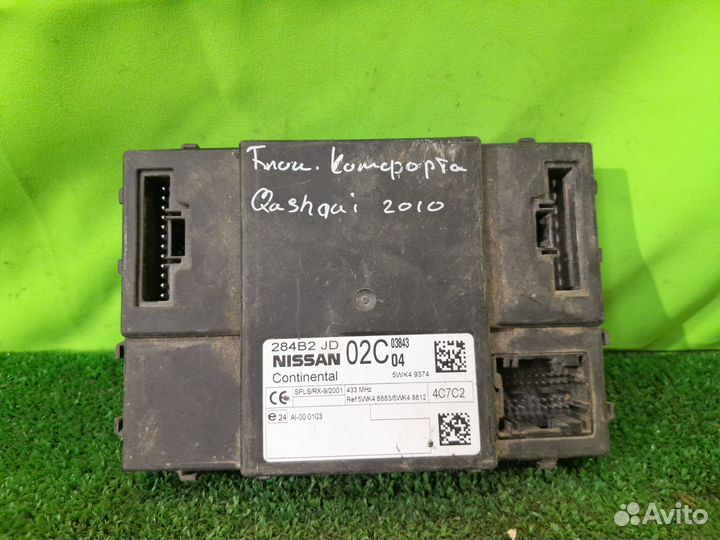 Блок. Комфорта
Qashqai 2010
284B2 JD
NISSAN
02C
03843
04
Continental
5WK4 9374
CE
SPLS/RX-9/2001
433 MHz
Ref.5WK4 8883/5WK4 8812
4C7C2
e 24
AI-00 0103
Avito